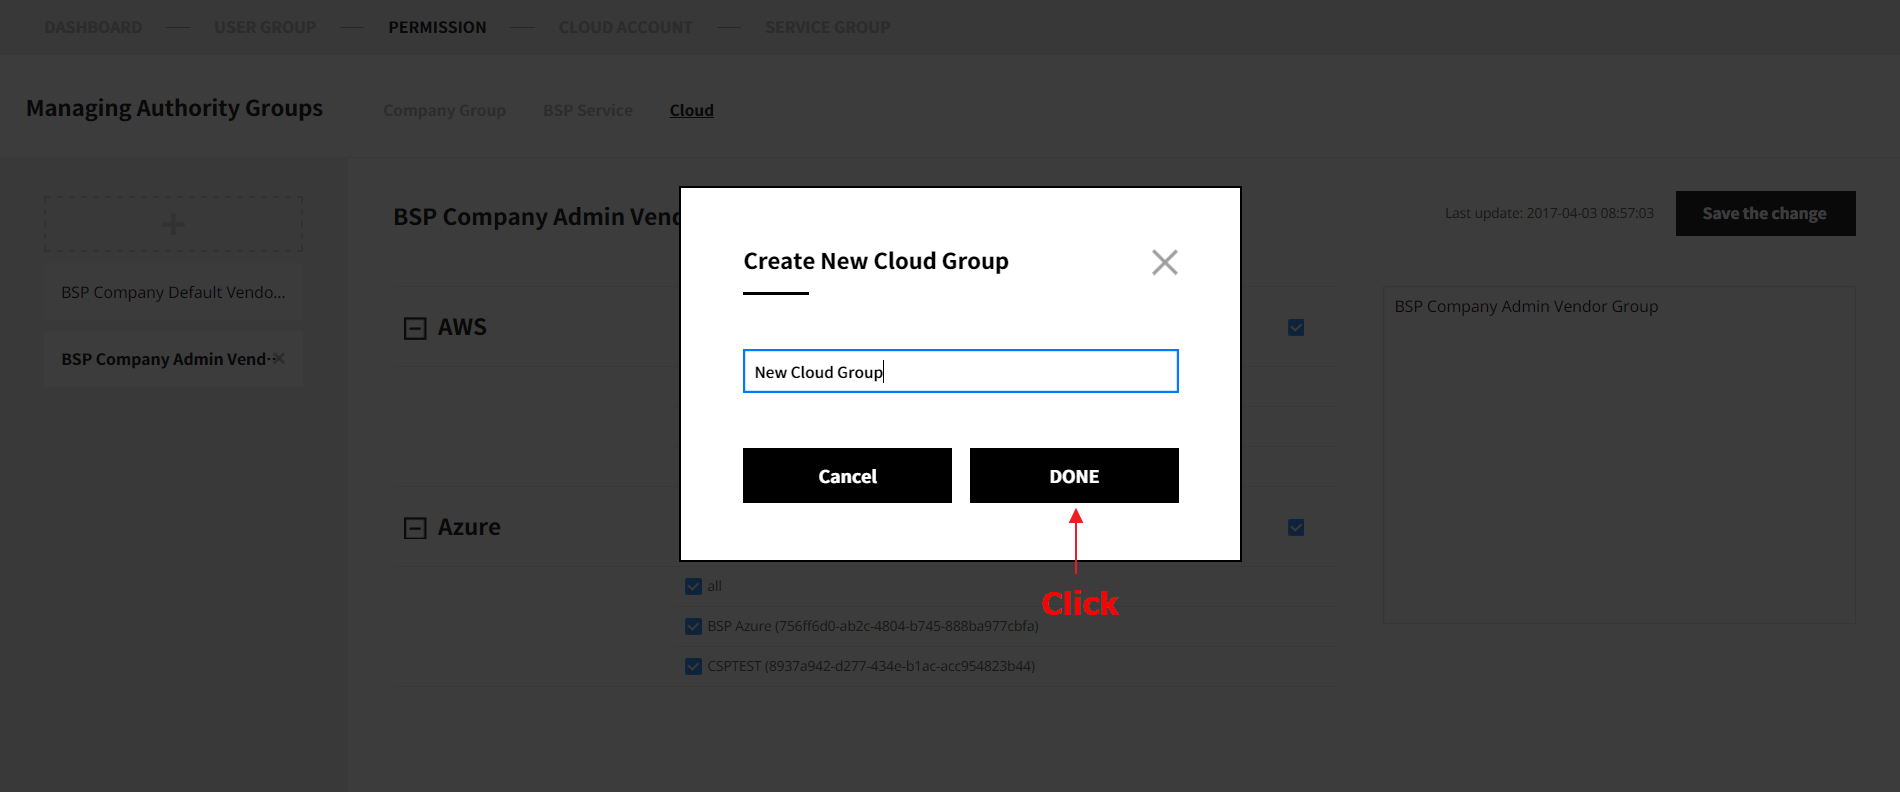 DASHBOARD USER GROUP PERMISSION CLOUD ACCOUNT SERVICE GROUP
Managing Authority Groups Company Group BSP Service Cloud
BSP Company Default Vendo...
BSP Company Admin Vend...
BSP Company Admin Vend
Last update: 2017-04-03 08:57:03 Save the change
Create New Cloud Group
New Cloud Group
Cancel DONE
Click
AWS
Azure
all
BSP Azure (756ff6d0-ab2c-4804-b745-888ba977cbfa)
CSPTEST (8937a942-d277-434e-b1ac-acc954823b44)
BSP Company Admin Vendor Group